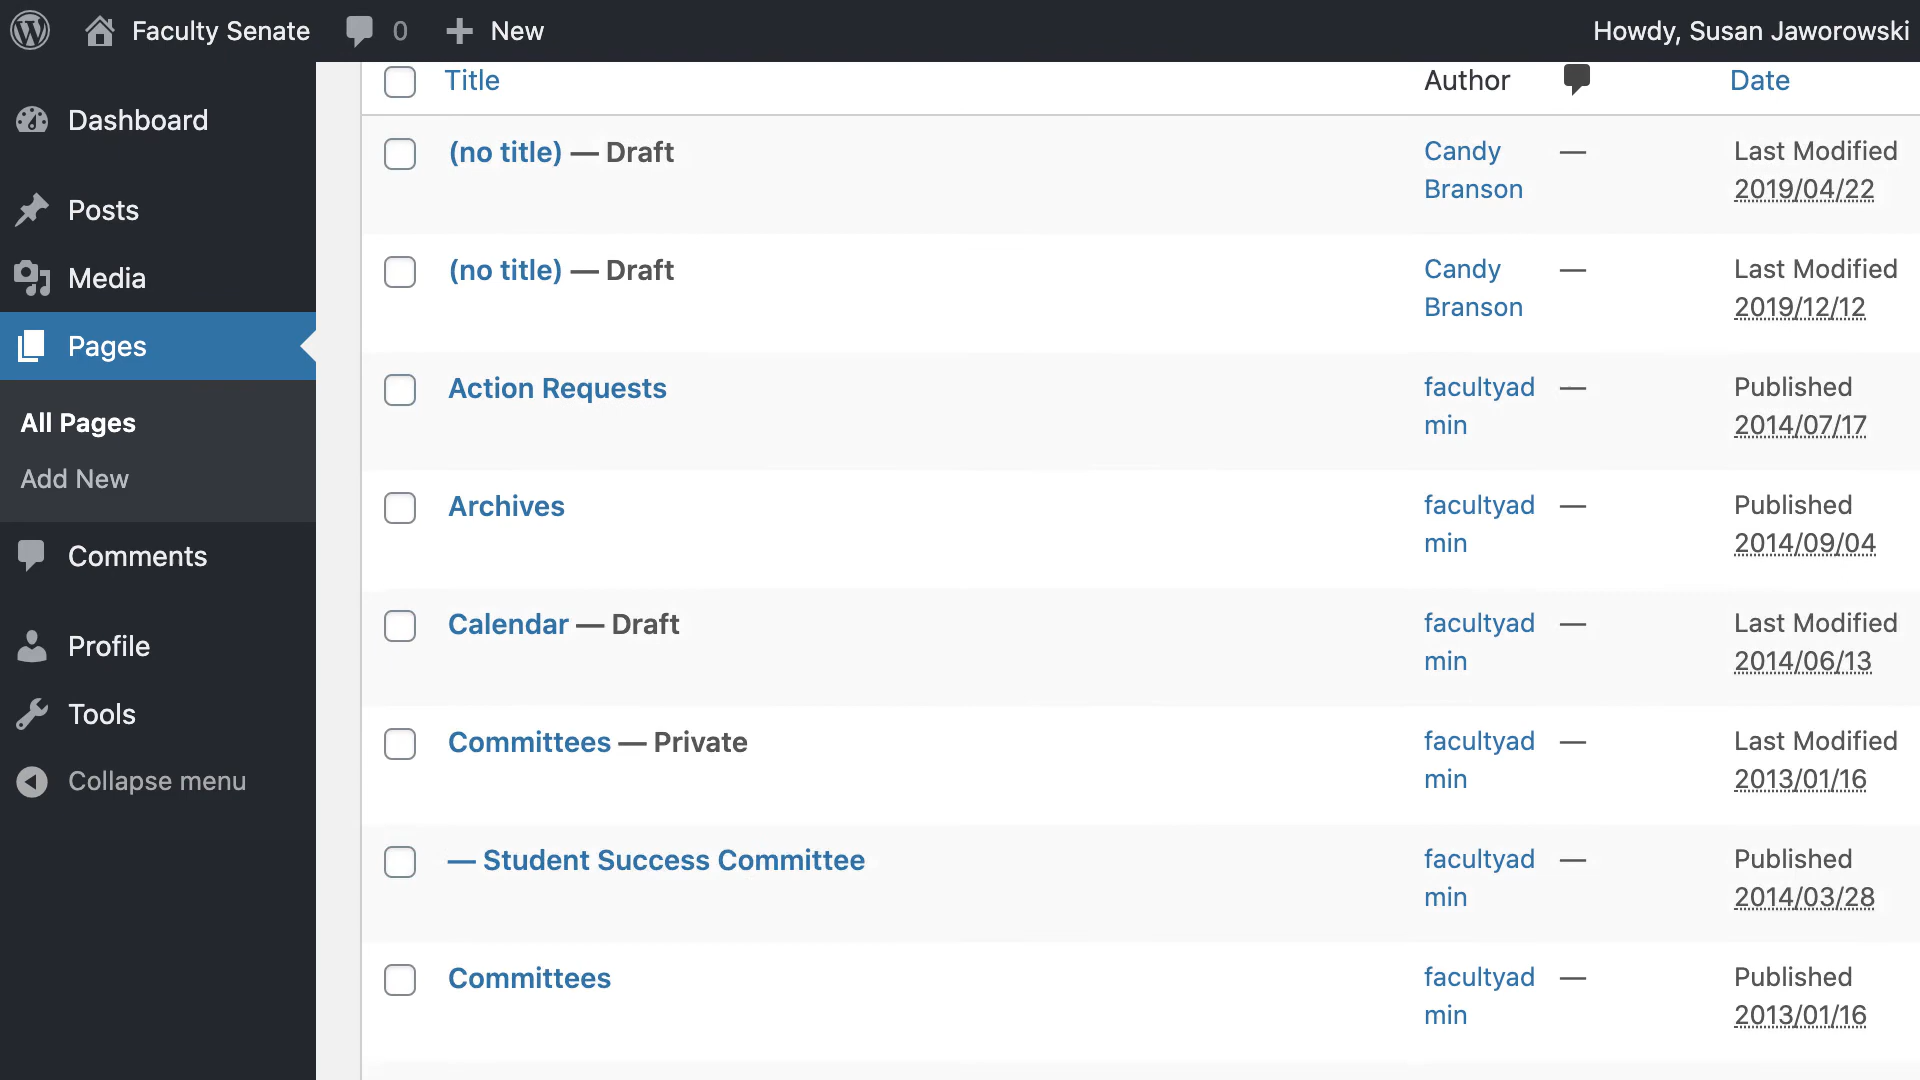 Faculty Senate 0 New Howdy, Susan Jaworowski
Dashboard
Posts
Media
Pages
All Pages
Add New
Comments
Profile
Tools
Collapse menu
Title Author Date
(no title) — Draft Candy — Last Modified
Branson 2019/04/22
(no title) — Draft Candy — Last Modified
Branson 2019/12/12
Action Requests facultyad — Published
min 2014/07/17
Archives facultyad — Published
min 2014/09/04
Calendar — Draft facultyad — Last Modified
min 2014/06/13
Committees — Private facultyad — Last Modified
min 2013/01/16
— Student Success Committee facultyad — Published
min 2014/03/28
Committees facultyad — Published
min 2013/01/16